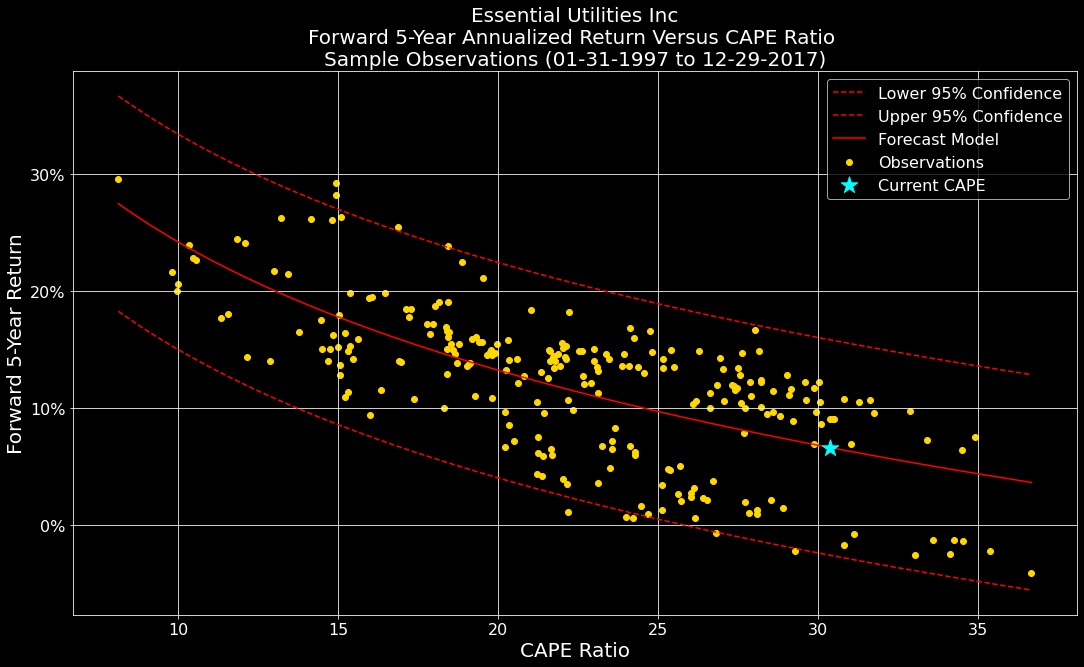 Essential Utilities Inc
Forward 5-Year Annualized Return Versus CAPE Ratio
Sample Observations (01-31-1997 to 12-29-2017)
Lower 95% Confidence
Upper 95% Confidence
Forecast Model
Observations
Current CAPE
Forward 5-Year Return
30%
20%
10%
0%
10 15 20 25 30 35
CAPE Ratio